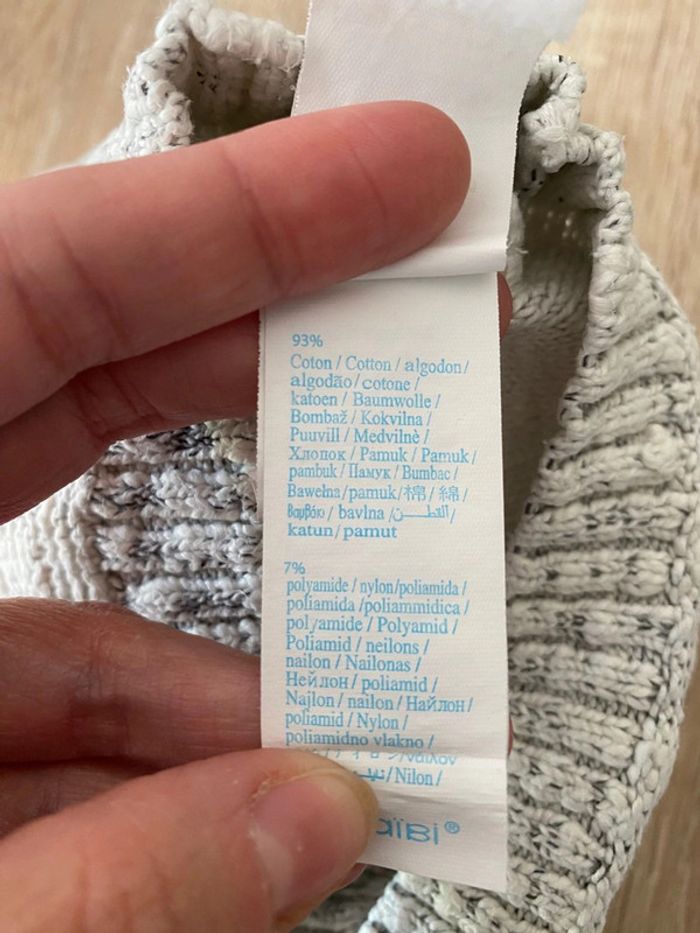 93%
Coton / Cotton / algodon /
algodão / cotone /
katoen / Baumwolle /
Bombaž / Kokvilna /
Puuvill / Medvilnė /
Хлопок / Pamuk / Pamuk /
pambuk / Памук / Bumbac /
Bawełna / pamuk / 棉 / 綿 /
Βαμβάκι / bavlna / القطـــن /
katun / pamut
7%
polyamide / nylon / poliamida /
poliamida / poliammidica /
polyamide / Polyamid /
Poliamid / neilons /
nailon / Nailonas /
Нейлон / poliamid /
Najlon / naiłon / Найлон /
poliamid / Nylon /
poliamidno vlakno /
/ Nilon /